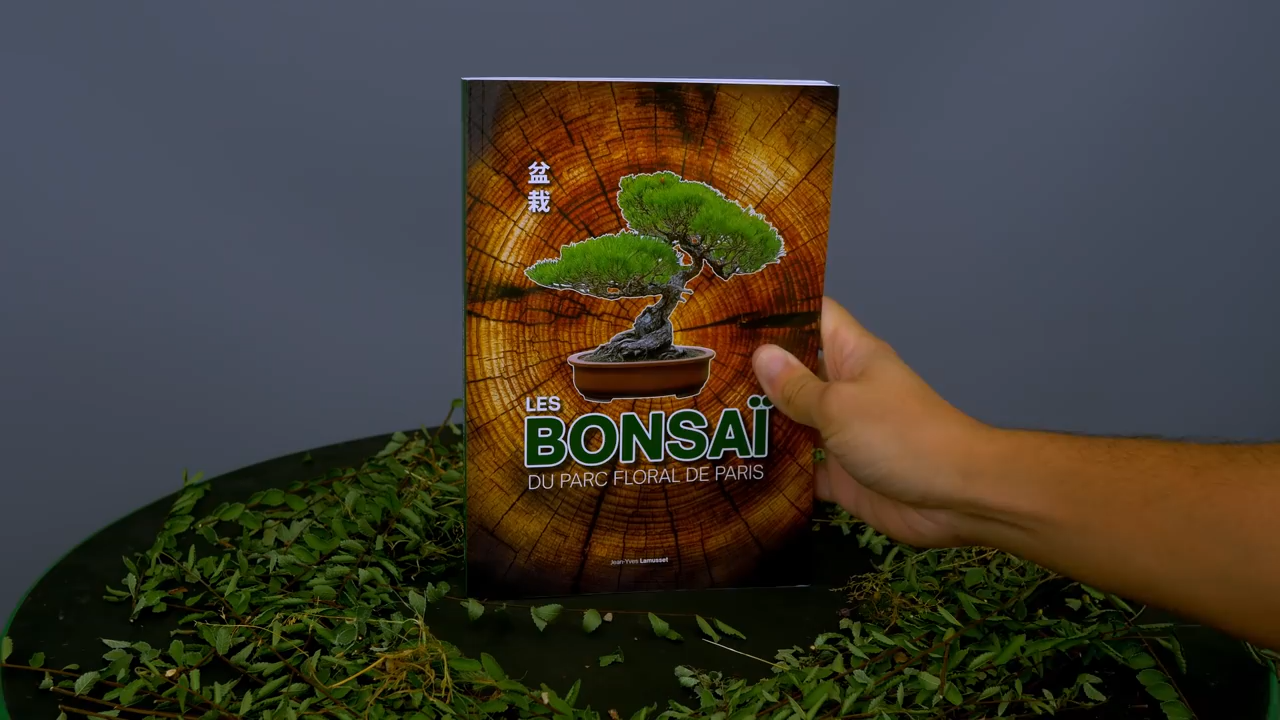 盆栽
LES
BONSAÏ
DU PARC FLORAL DE PARIS
Jean-Yves Lamusset